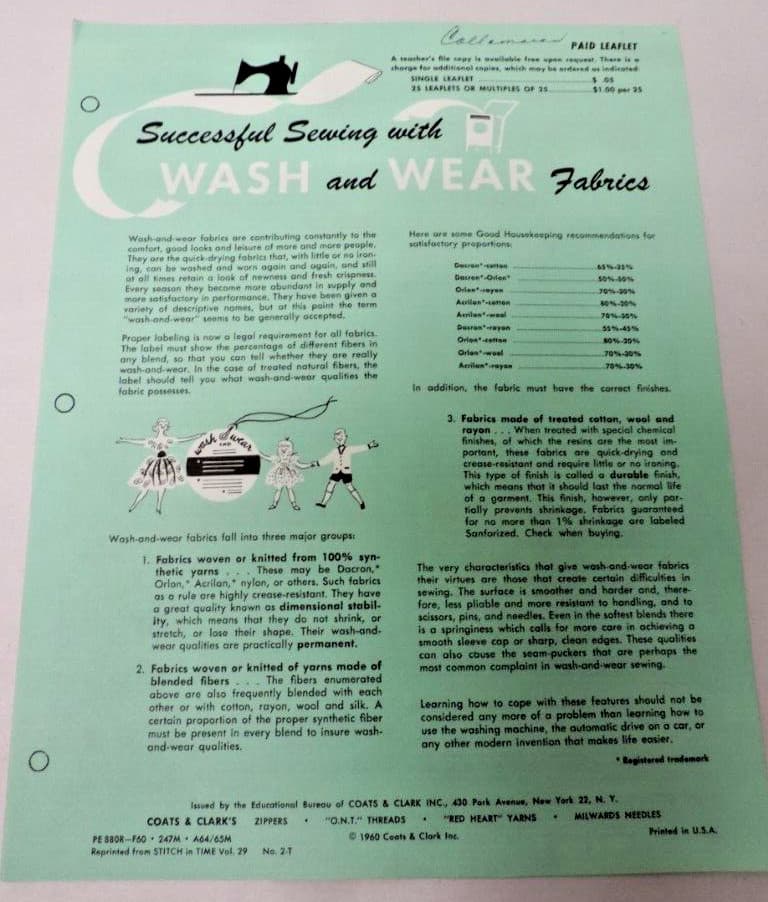 PAID LEAFLET
A teacher's file copy is available free upon request. There is a
charge for additional copies, which may be ordered as indicated:
SINGLE LEAFLET $ .05
25 LEAFLETS OR MULTIPLES OF 25 $1.00 per 25
Successful Sewing with
WASH and WEAR Fabrics
Wash-and-wear fabrics are contributing constantly to the
comfort, good looks and leisure of more and more people.
They are the quick-drying fabrics that, with little or no iron-
ing, can be washed and worn again and again, and still
at all times retain a look of newness and fresh crispness.
Every season they become more abundant in supply and
more satisfactory in performance. They have been given a
variety of descriptive names, but at this point the term
"wash-and-wear" seems to be generally accepted.
Proper labeling is now a legal requirement for all fabrics.
The label must show the percentage of different fibers in
any blend, so that you can tell whether they are really
wash-and-wear. In the case of treated natural fibers, the
label should tell you what wash-and-wear qualities the
fabric possesses.
wash AND wear
Wash-and-wear fabrics fall into three major groups:
1. Fabrics woven or knitted from 100% syn-
thetic yarns . . . These may be Dacron,*
Orlon,* Acrilan,* nylon, or others. Such fabrics
as a rule are highly crease-resistant. They have
a great quality known as dimensional stabil-
ity, which means that they do not shrink, or
stretch, or lose their shape. Their wash-and-
wear qualities are practically permanent.
2. Fabrics woven or knitted of yarns made of
blended fibers . . . The fibers enumerated
above are also frequently blended with each
other or with cotton, rayon, wool and silk. A
certain proportion of the proper synthetic fiber
must be present in every blend to insure wash-
and-wear qualities.
Here are some Good Housekeeping recommendations for
satisfactory proportions:
Dacron*-cotton 65%-35%
Dacron*-Orlon* 50%-50%
Orlon*-rayon 70%-30%
Acrilan*-cotton 80%-20%
Acrilan*-wool 70%-30%
Dacron*-rayon 55%-45%
Orlon*-cotton 80%-20%
Orlon*-wool 70%-30%
Acrilan*-rayon 70%-30%
In addition, the fabric must have the correct finishes.
3. Fabrics made of treated cotton, wool and
rayon . . . When treated with special chemical
finishes, of which the resins are the most im-
portant, these fabrics are quick-drying and
crease-resistant and require little or no ironing.
This type of finish is called a durable finish,
which means that it should last the normal life
of a garment. This finish, however, only par-
tially prevents shrinkage. Fabrics guaranteed
for no more than 1% shrinkage are labeled
Sanforized. Check when buying.
The very characteristics that give wash-and-wear fabrics
their virtues are those that create certain difficulties in
sewing. The surface is smoother and harder and, there-
fore, less pliable and more resistant to handling, and to
scissors, pins, and needles. Even in the softest blends there
is a springiness which calls for more care in achieving a
smooth sleeve cap or sharp, clean edges. These qualities
can also cause the seam-puckers that are perhaps the
most common complaint in wash-and-wear sewing.
Learning how to cope with these features should not be
considered any more of a problem than learning how to
use the washing machine, the automatic drive on a car, or
any other modern invention that makes life easier.
* Registered trademark
Issued by the Educational Bureau of COATS & CLARK INC., 430 Park Avenue, New York 22, N. Y.
COATS & CLARK'S ZIPPERS • "O.N.T." THREADS • "RED HEART" YARNS • MILWARDS NEEDLES
PE 880R—F60 • 247M • A64/65M © 1960 Coats & Clark Inc. Printed in U.S.A.
Reprinted from STITCH in TIME Vol. 29 No. 2-T